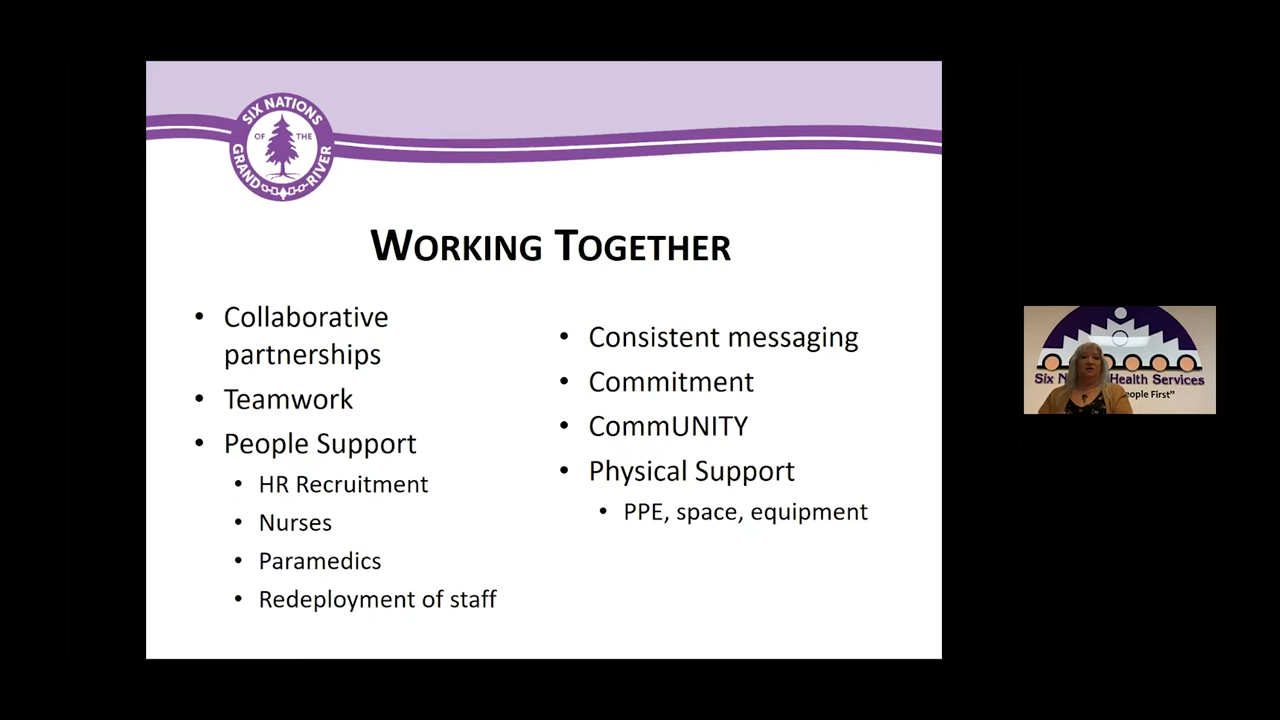 SIX NATIONS
OF THE
GRAND RIVER
WORKING TOGETHER
• Collaborative
partnerships
• Teamwork
• People Support
• HR Recruitment
• Nurses
• Paramedics
• Redeployment of staff
• Consistent messaging
• Commitment
• CommUNITY
• Physical Support
• PPE, space, equipment
Six Health Services
First”